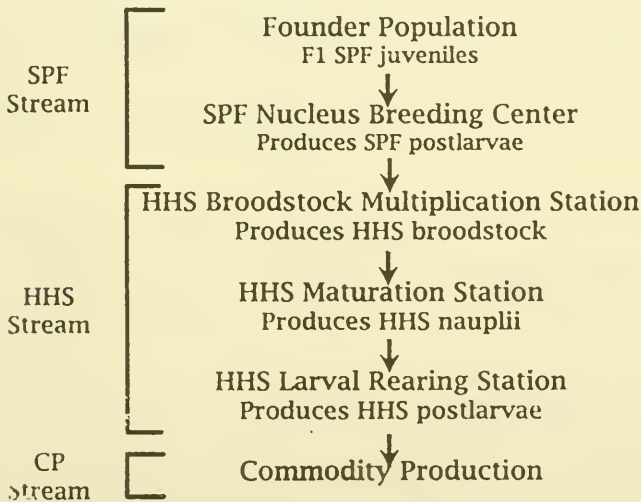 Founder Population
F1 SPF juveniles
SPF
Stream
SPF Nucleus Breeding Center
Produces SPF postlarvae
HHS Broodstock Multiplication Station
Produces HHS broodstock
HHS
Stream
HHS Maturation Station
Produces HHS nauplii
HHS Larval Rearing Station
Produces HHS postlarvae
CP
Stream
Commodity Production